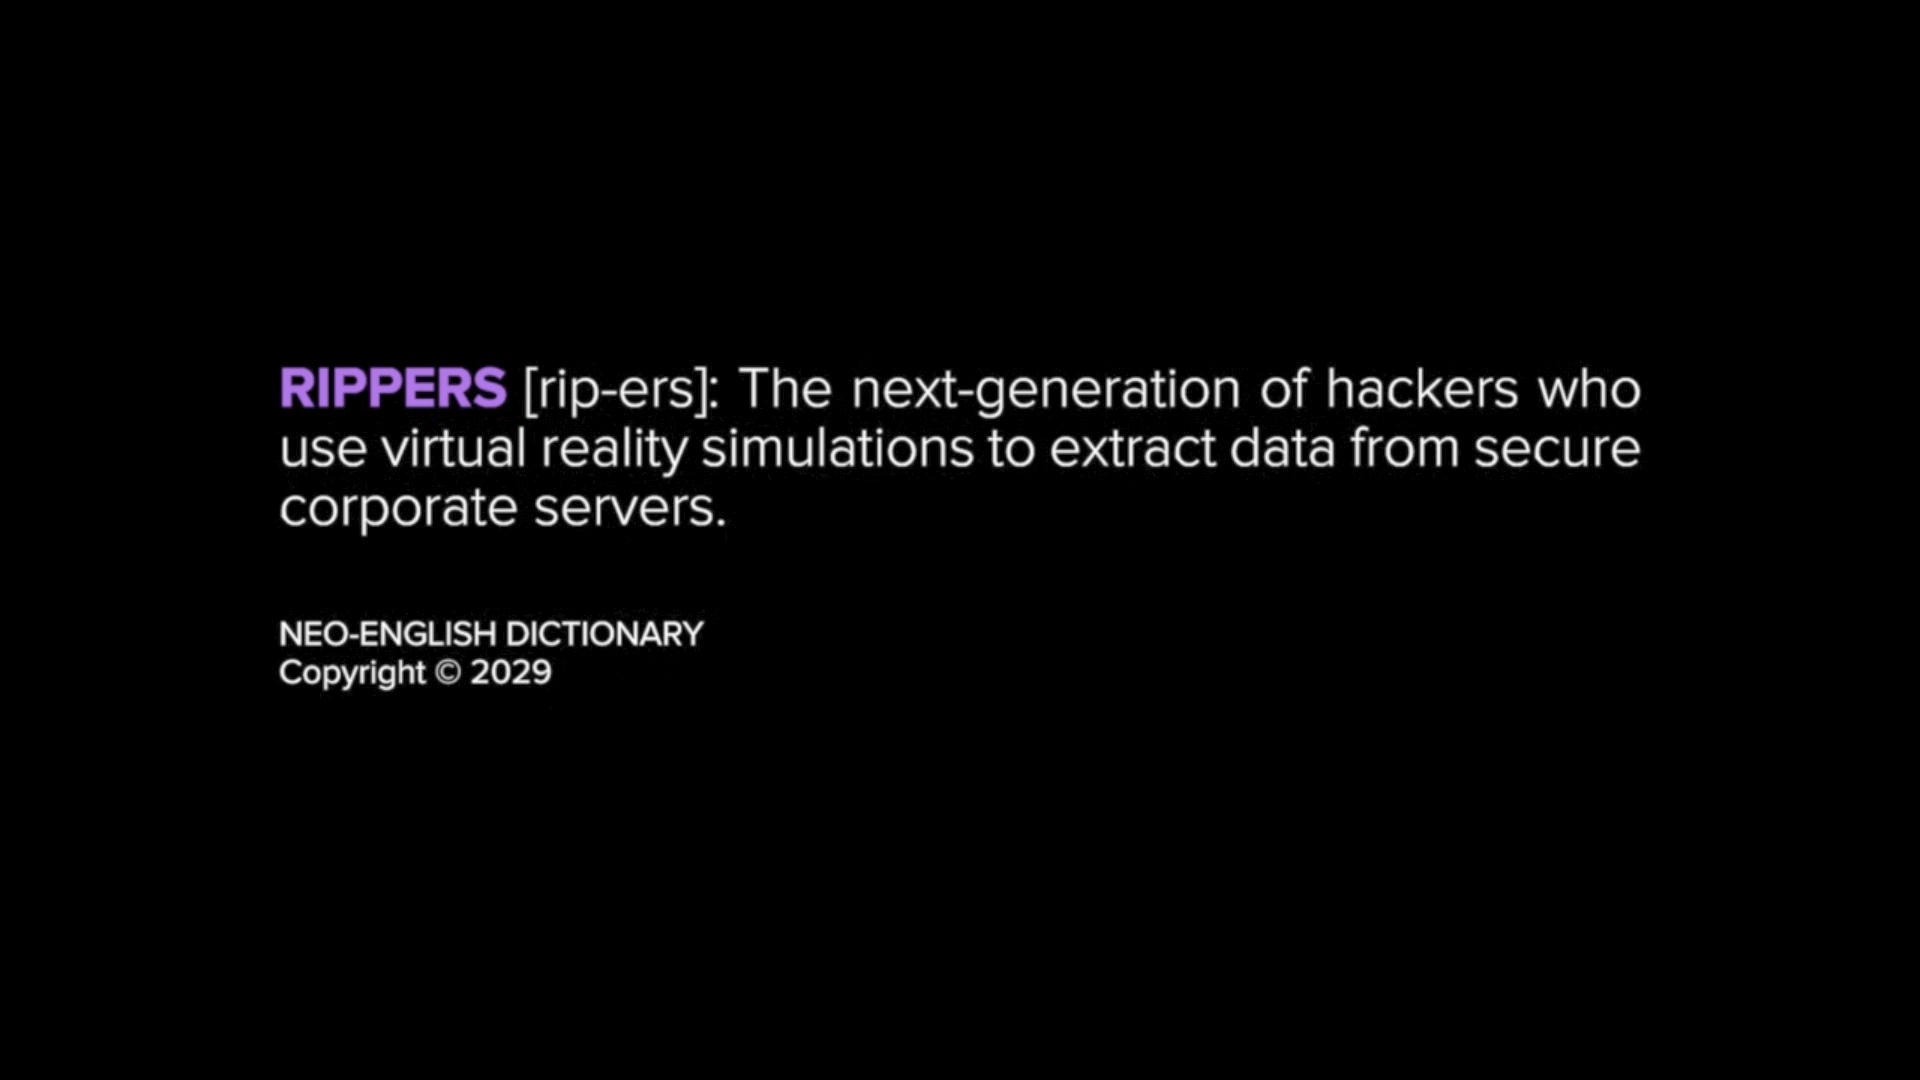 RIPPERS [rip-ers]: The next-generation of hackers who
use virtual reality simulations to extract data from secure
corporate servers.
NEO-ENGLISH DICTIONARY
Copyright © 2029